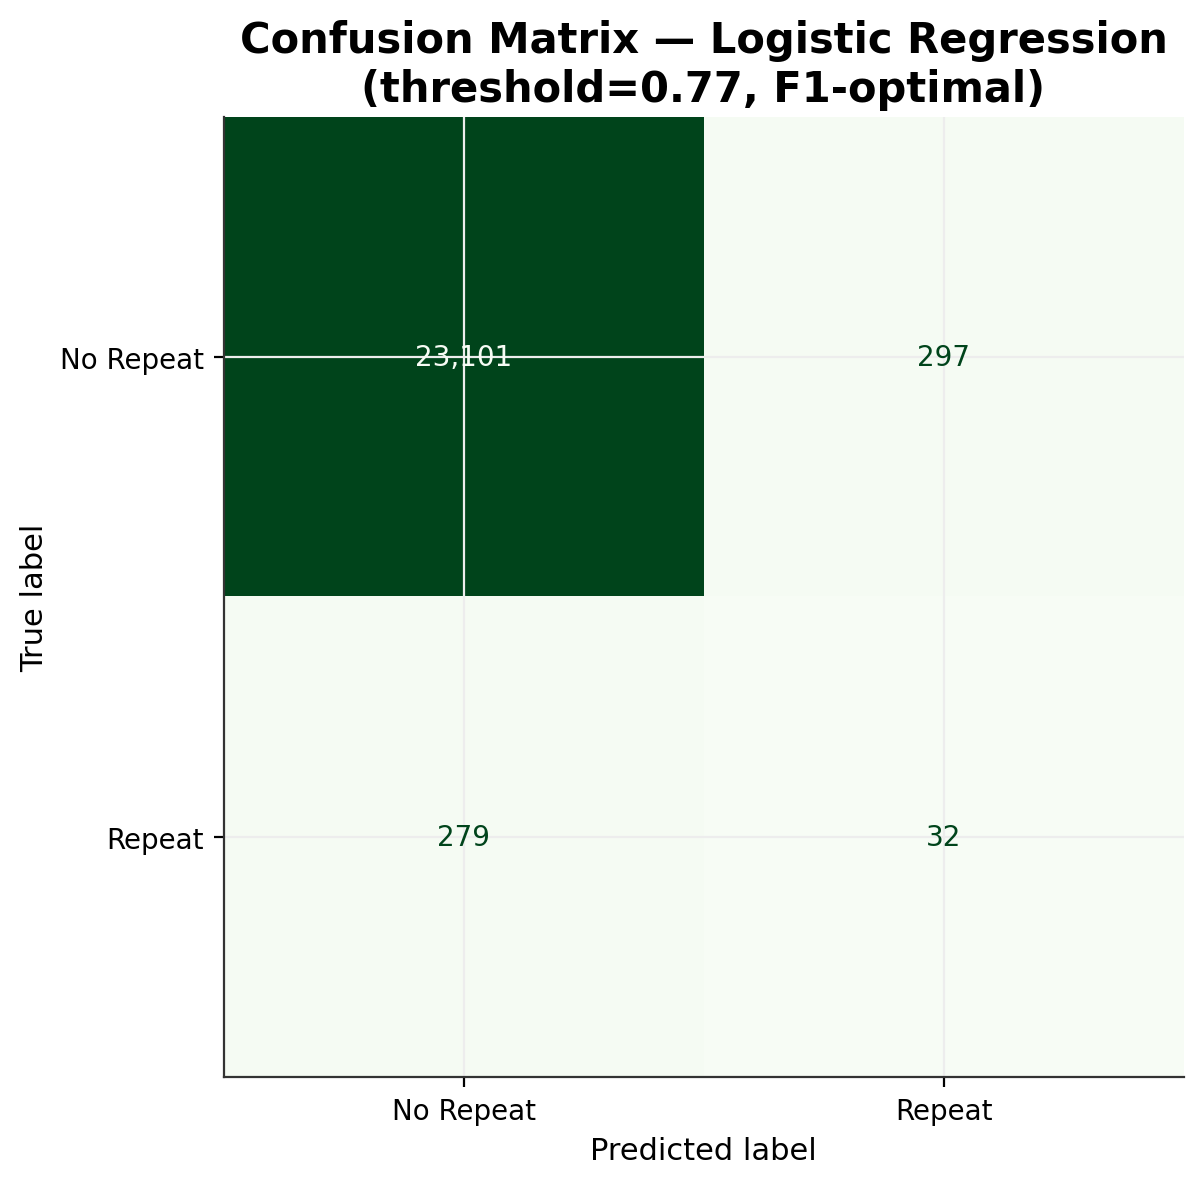 Confusion Matrix — Logistic Regression
(threshold=0.77, F1-optimal)
True label
No Repeat
23,101
297
Repeat
279
32
No Repeat
Repeat
Predicted label